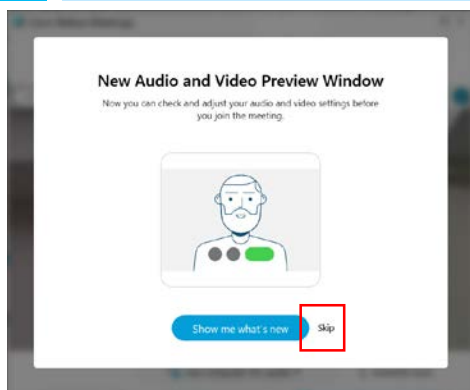 New Audio and Video Preview Window
Now you can check and adjust your audio and video settings before
you join the meeting.
Show me what's new
Skip